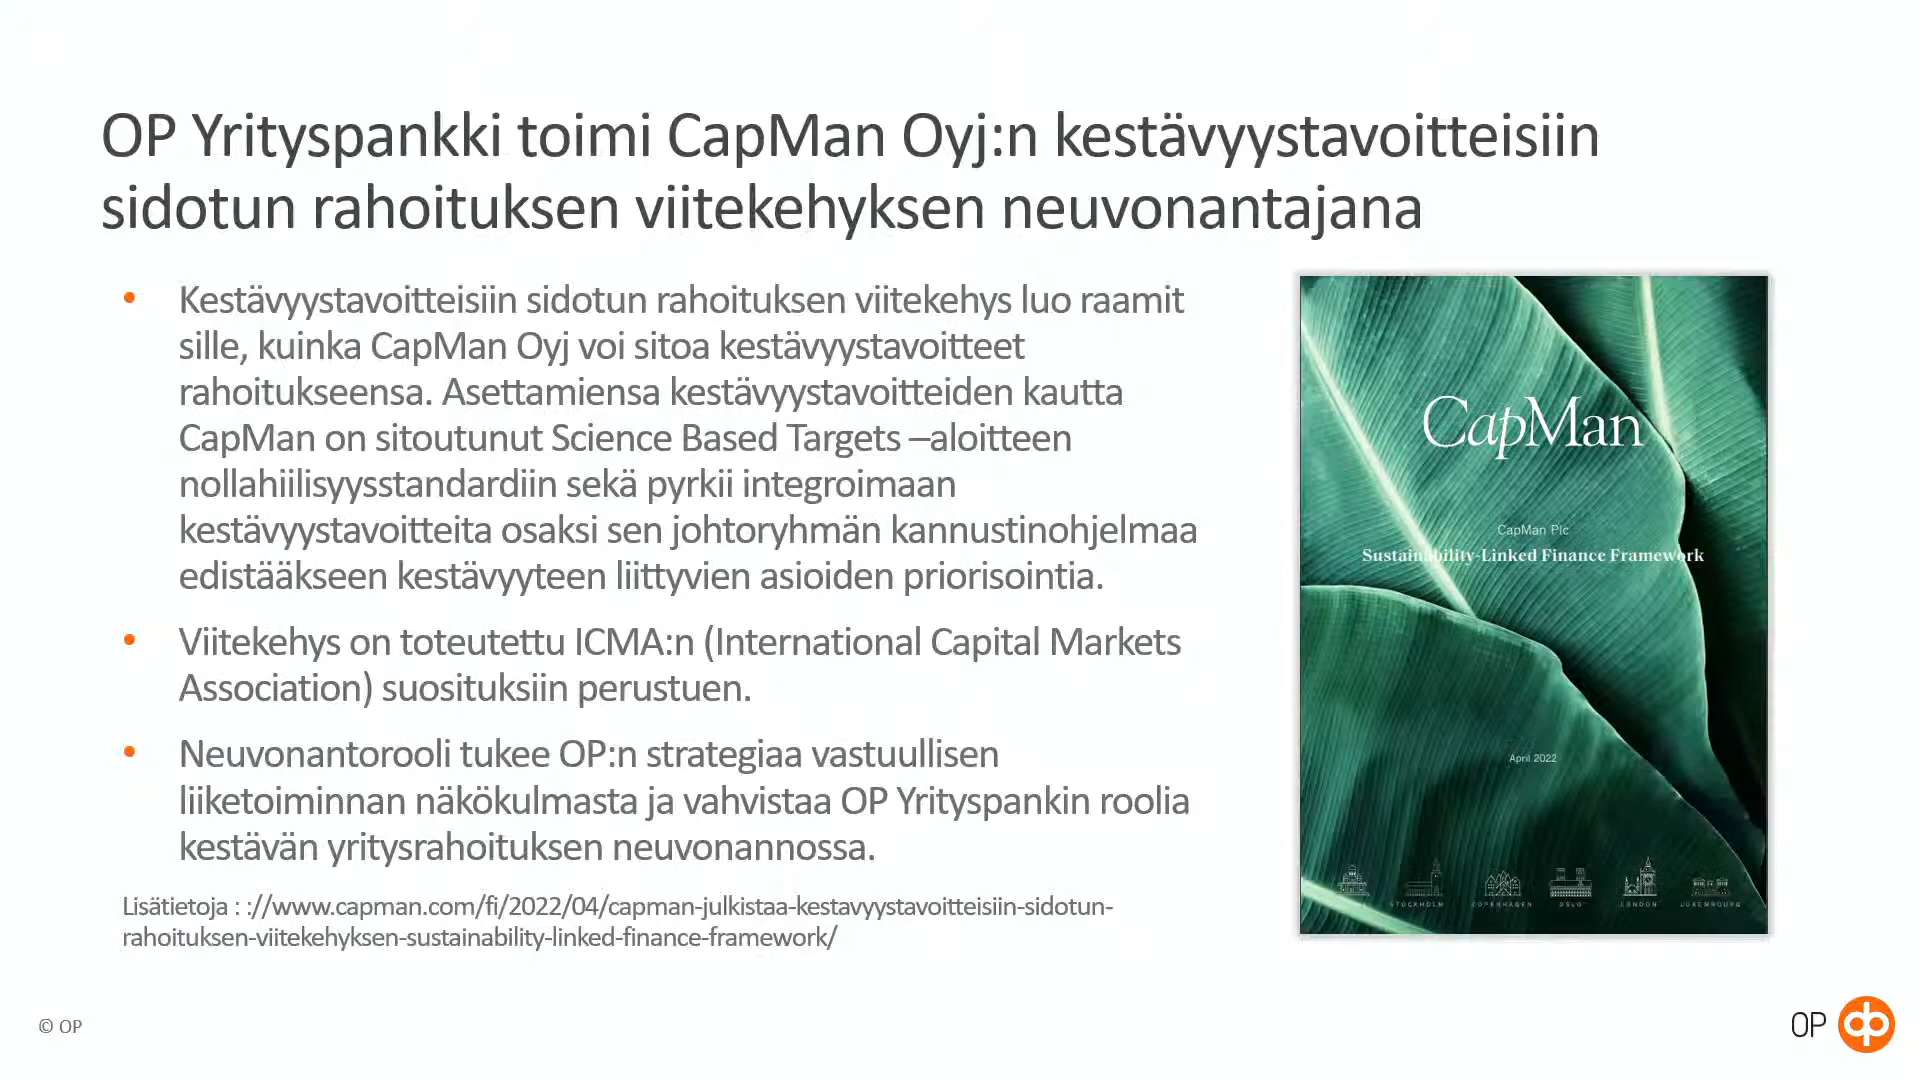 OP Yrityspankki toimi CapMan Oyj:n kestävyystavoitteisiin
sidotun rahoituksen viitekehyksen neuvonantajana
• Kestävyystavoitteisiin sidotun rahoituksen viitekehys luo raamit
sille, kuinka CapMan Oyj voi sitoa kestävyystavoitteet
rahoitukseensa. Asettamiensa kestävyystavoitteiden kautta
CapMan on sitoutunut Science Based Targets –aloitteen
nollahiilisyysstandardiin sekä pyrkii integroimaan
kestävyystavoitteita osaksi sen johtoryhmän kannustinohjelmaa
edistääkseen kestävyyteen liittyvien asioiden priorisointia.
• Viitekehys on toteutettu ICMA:n (International Capital Markets
Association) suosituksiin perustuen.
• Neuvonantorooli tukee OP:n strategiaa vastuullisen
liiketoiminnan näkökulmasta ja vahvistaa OP Yrityspankin roolia
kestävän yritysrahoituksen neuvonannossa.
Lisätietoja : ://www.capman.com/fi/2022/04/capman-julkistaa-kestavyystavoitteisiin-sidotun-
rahoituksen-viitekehyksen-sustainability-linked-finance-framework/
CapMan
CapMan Plc
Sustainability-Linked Finance Framework
April 2022
STOCKHOLM COPENHAGEN OSLO LONDON LUXEMBOURG
© OP
OP